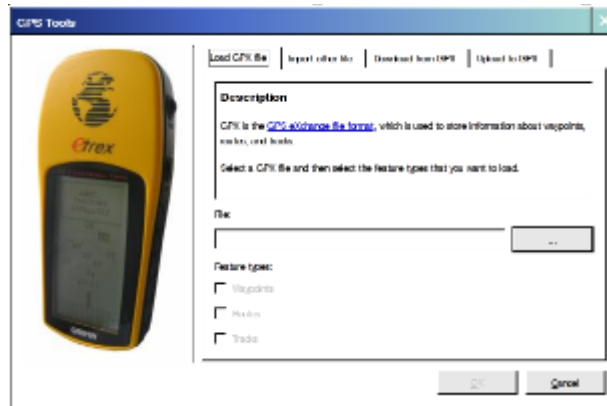 GPS Tools
Load GPX file
Import other file
Download from GPS
Upload to GPS
Description
GPX is the GPS eXchange file format, which is used to store information about waypoints,
routes, and tracks.
Select a GPX file and then select the feature types that you want to load.
File:
...
Feature types:
Waypoints
Routes
Tracks
OK
Cancel
etrex
GARMIN